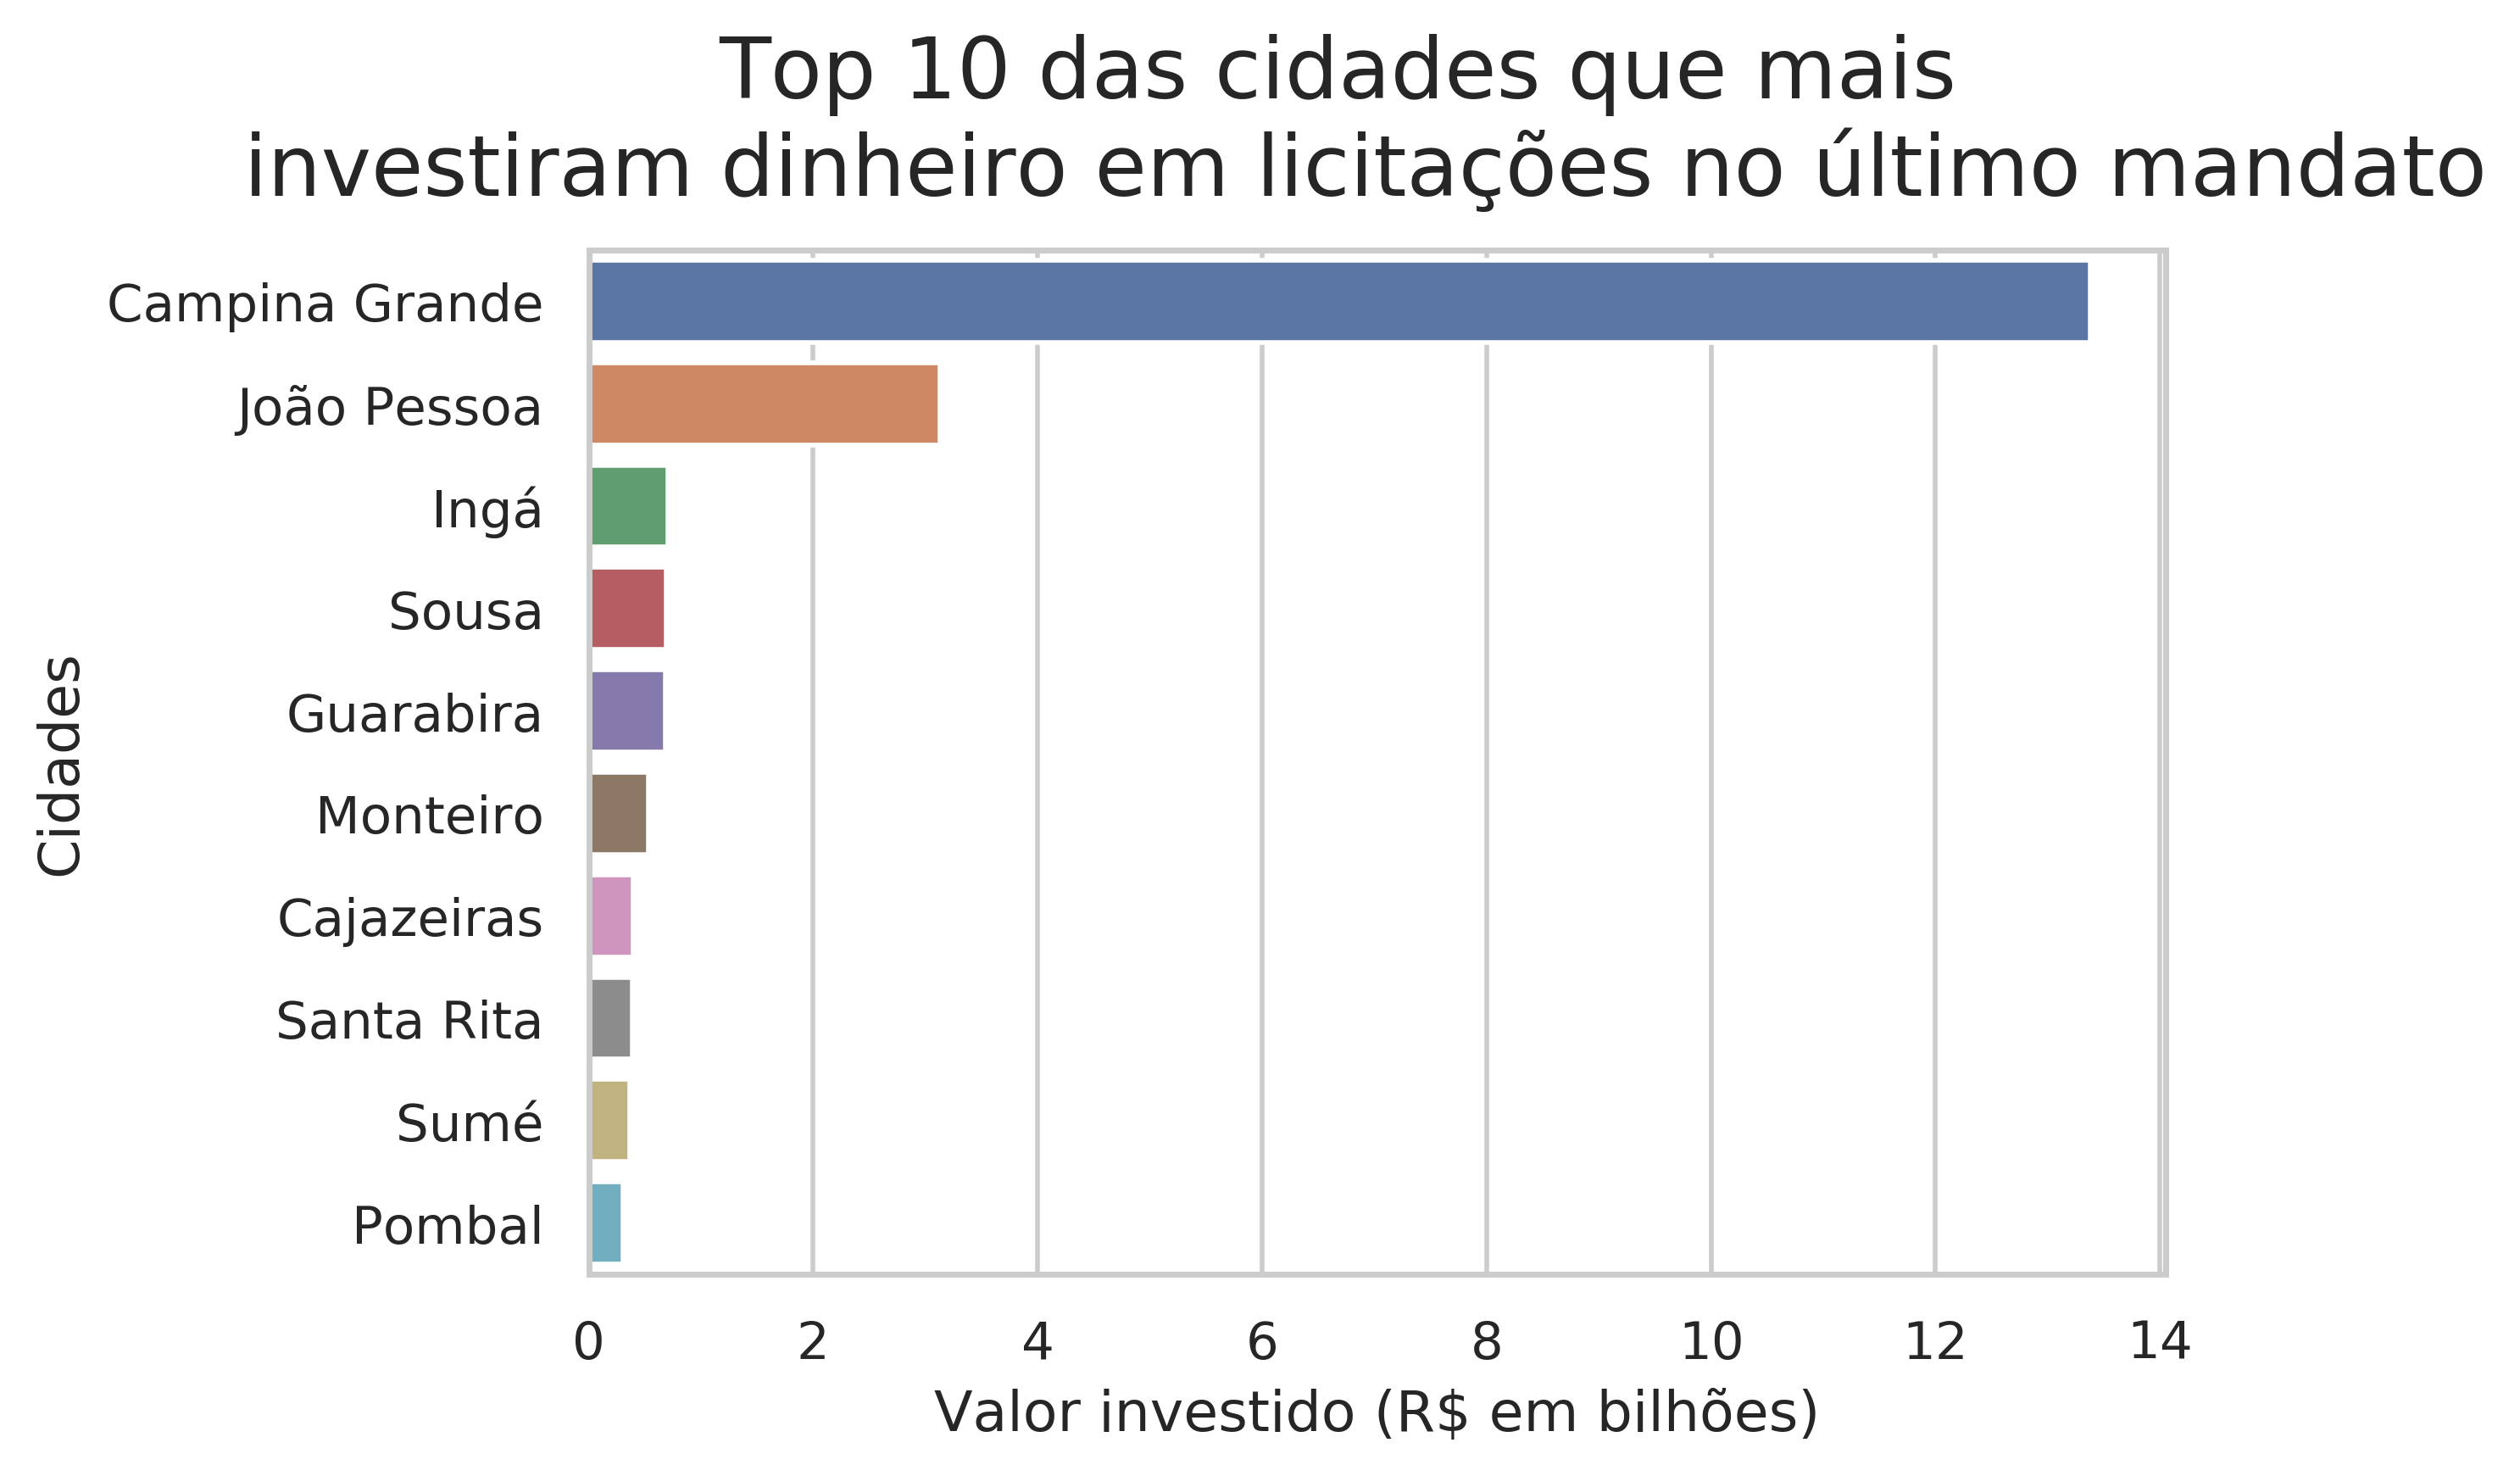 Top 10 das cidades que mais
investiram dinheiro em licitações no último mandato
Campina Grande
João Pessoa
Ingá
Sousa
Guarabira
Monteiro
Cajazeiras
Santa Rita
Sumé
Pombal
Cidades
0 2 4 6 8 10 12 14
Valor investido (R$ em bilhões)